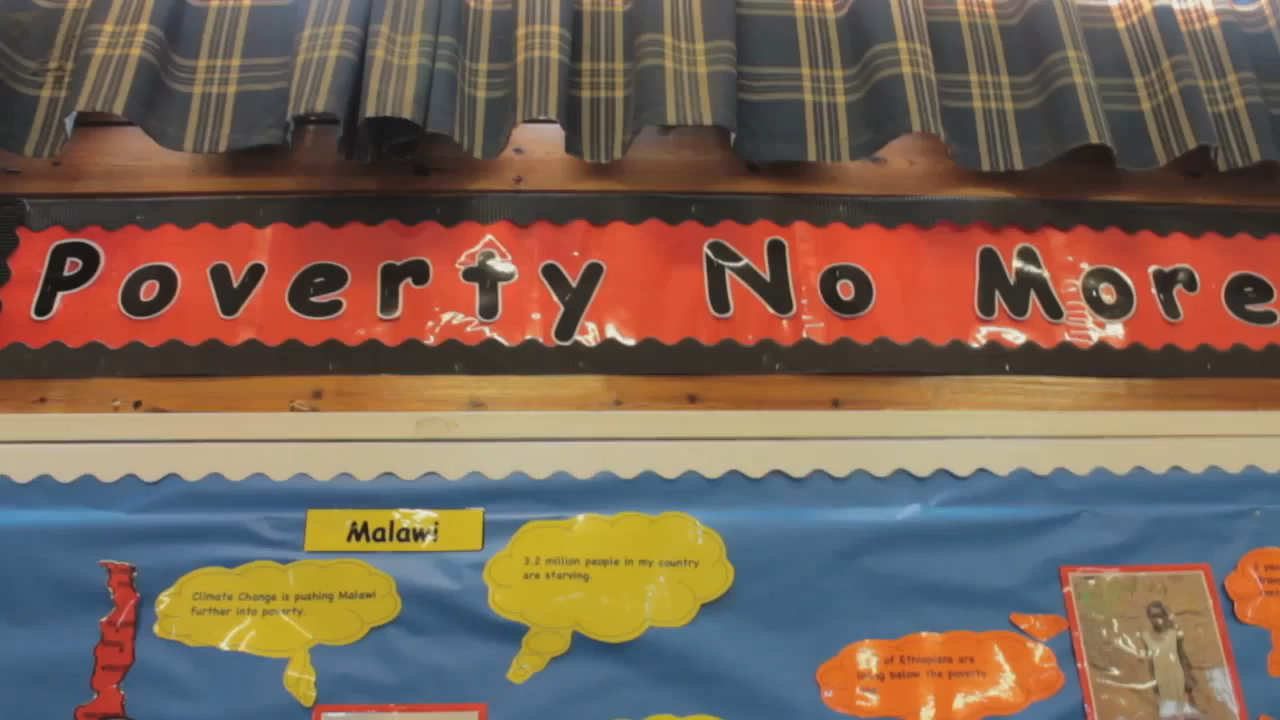 Poverty No More
Malawi
3.2 million people in my country
are starving.
Climate Change is pushing Malawi
further into poverty.
of Ethiopians are
living below the poverty